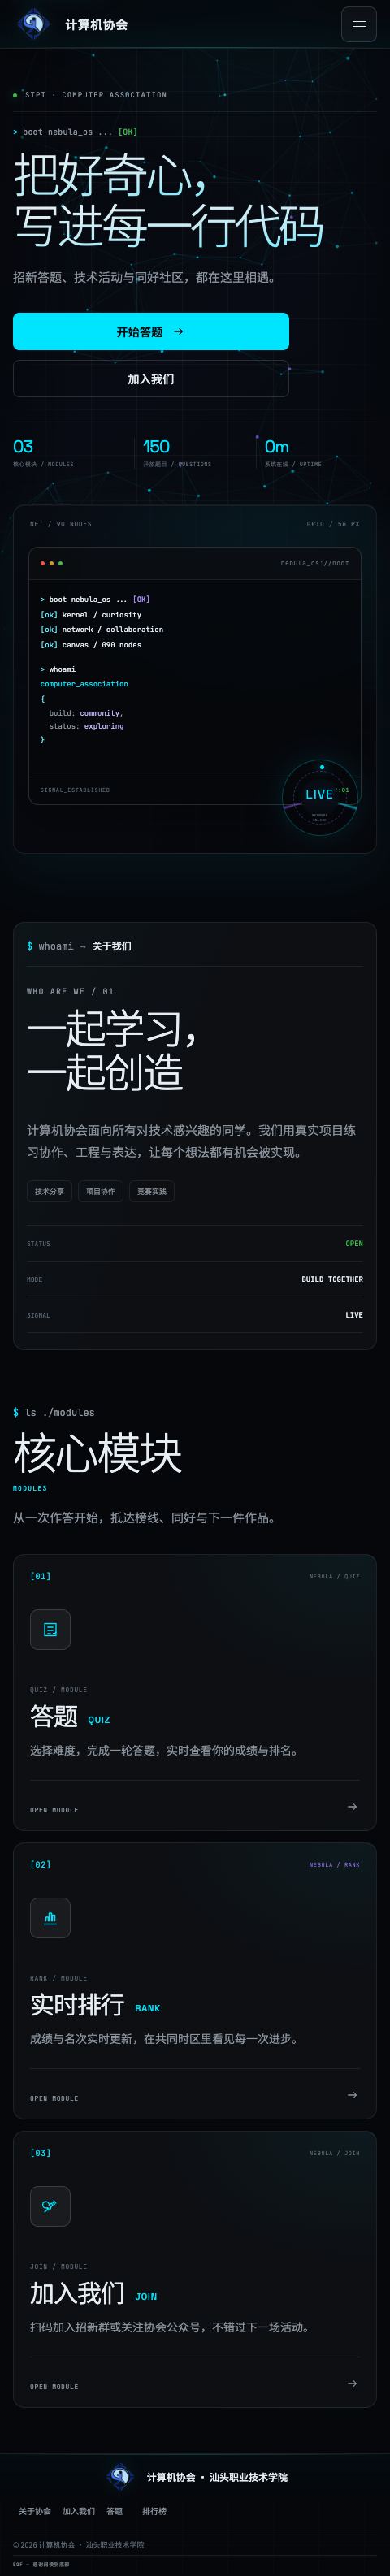 计算机协会
STPT · COMPUTER ASSOCIATION
> boot nebula_os ... [OK]
把好奇心，
写进每一行代码
招新答题、技术活动与同好社区，都在这里相遇。
开始答题 →
加入我们
03
核心模块 / MODULES
150
开放题目 / QUESTIONS
0m
系统在线 / UPTIME
NET / 90 NODES
GRID / 56 PX
nebula_os://boot
> boot nebula_os ... [OK]
[ok] kernel / curiosity
[ok] network / collaboration
[ok] canvas / 090 nodes
> whoami
computer_association
{
build: community,
status: exploring
}
SIGNAL_ESTABLISHED
LIVE
$ whoami → 关于我们
WHO ARE WE / 01
一起学习，
一起创造
计算机协会面向所有对技术感兴趣的同学。我们用真实项目练
习协作、工程与表达，让每个想法都有机会被实现。
技术分享
项目协作
竞赛实践
STATUS
OPEN
MODE
BUILD TOGETHER
SIGNAL
LIVE
$ ls ./modules
核心模块
MODULES
从一次作答开始，抵达榜线、同好与下一件作品。
[01]
NEBULA / QUIZ
QUIZ / MODULE
答题 QUIZ
选择难度，完成一轮答题，实时查看你的成绩与排名。
OPEN MODULE →
[02]
NEBULA / RANK
RANK / MODULE
实时排行 RANK
成绩与名次实时更新，在共同时区里看见每一次进步。
OPEN MODULE →
[03]
NEBULA / JOIN
JOIN / MODULE
加入我们 JOIN
扫码加入招新群或关注协会公众号，不错过下一场活动。
OPEN MODULE →
计算机协会 · 汕头职业技术学院
关于协会 加入我们 答题 排行榜
© 2026 计算机协会 · 汕头职业技术学院
EOF — 感谢阅读到底部